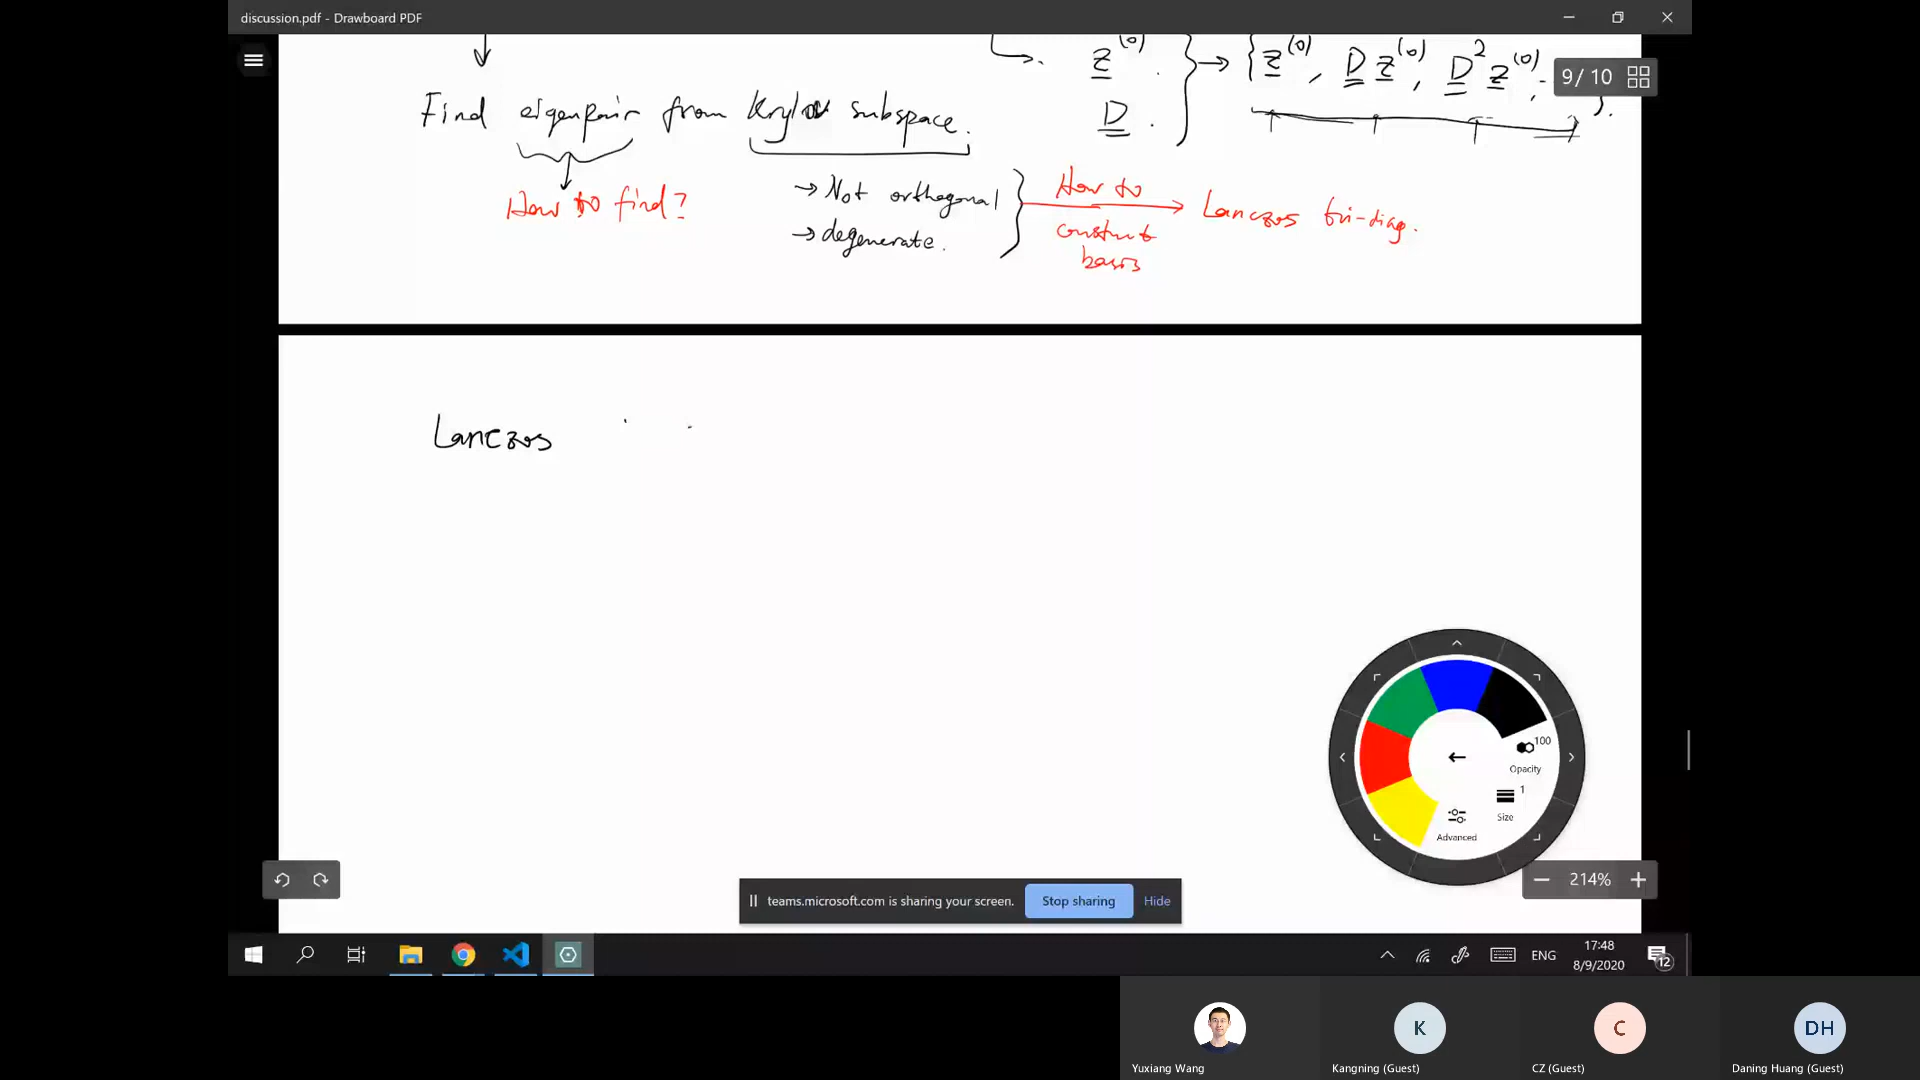 discussion.pdf - Drawboard PDF
z^(0) . } → { z^(0) , D z^(0) , D^2 z^(0) , . }.
9/ 10
Find eigenpair from Krylov subspace.
D .
How to find?
→ Not orthogonal
→ degenerate.
How to
construct
bases
Lanczos tri-diag.
Lanczos
100
Opacity
1
Size
Advanced
214%
teams.microsoft.com is sharing your screen.
Stop sharing
Hide
ENG
17:48
8/9/2020
12
K
C
DH
Yuxiang Wang
Kangning (Guest)
CZ (Guest)
Daning Huang (Guest)